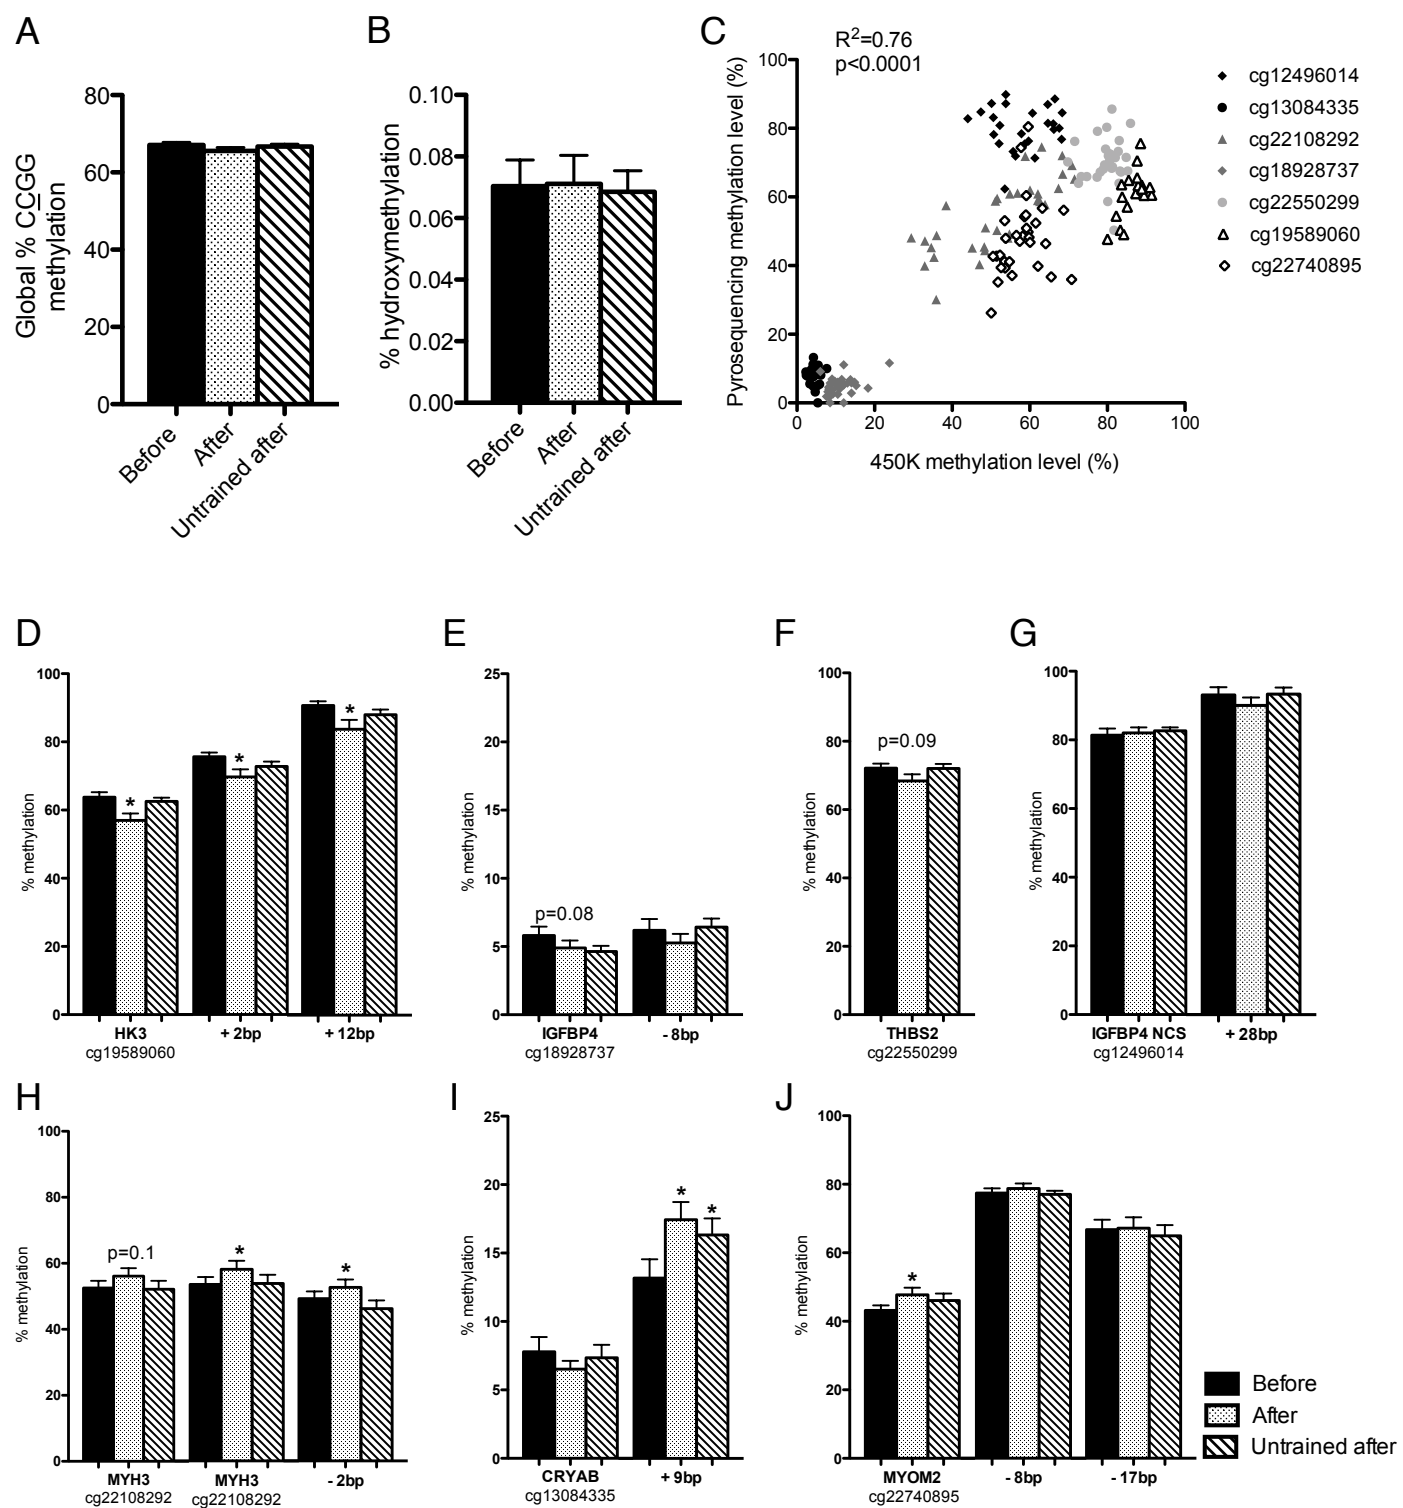 A
Global % CCGG
methylation
80
60
40
20
0
Before
After
Untrained after
B
% hydroxymethylation
0.10
0.08
0.06
0.04
0.02
0.00
Before
After
Untrained after
C
R2=0.76
p<0.0001
Pyrosequencing methylation level (%)
100
80
60
40
20
0
0 20 40 60 80 100
450K methylation level (%)
cg12496014
cg13084335
cg22108292
cg18928737
cg22550299
cg19589060
cg22740895
D
% methylation
100
80
60
40
20
0
*
*
*
HK3 + 2bp + 12bp
cg19589060
E
% methylation
25
20
15
10
5
0
p=0.08
IGFBP4 - 8bp
cg18928737
F
% methylation
100
80
60
40
20
0
p=0.09
THBS2
cg22550299
G
% methylation
100
80
60
40
20
0
IGFBP4 NCS + 28bp
cg12496014
H
% methylation
100
80
60
40
20
0
p=0.1
*
*
MYH3 MYH3 - 2bp
cg22108292 cg22108292
I
% methylation
25
20
15
10
5
0
*
*
CRYAB + 9bp
cg13084335
J
% methylation
100
80
60
40
20
0
*
MYOM2 - 8bp - 17bp
cg22740895
Before
After
Untrained after